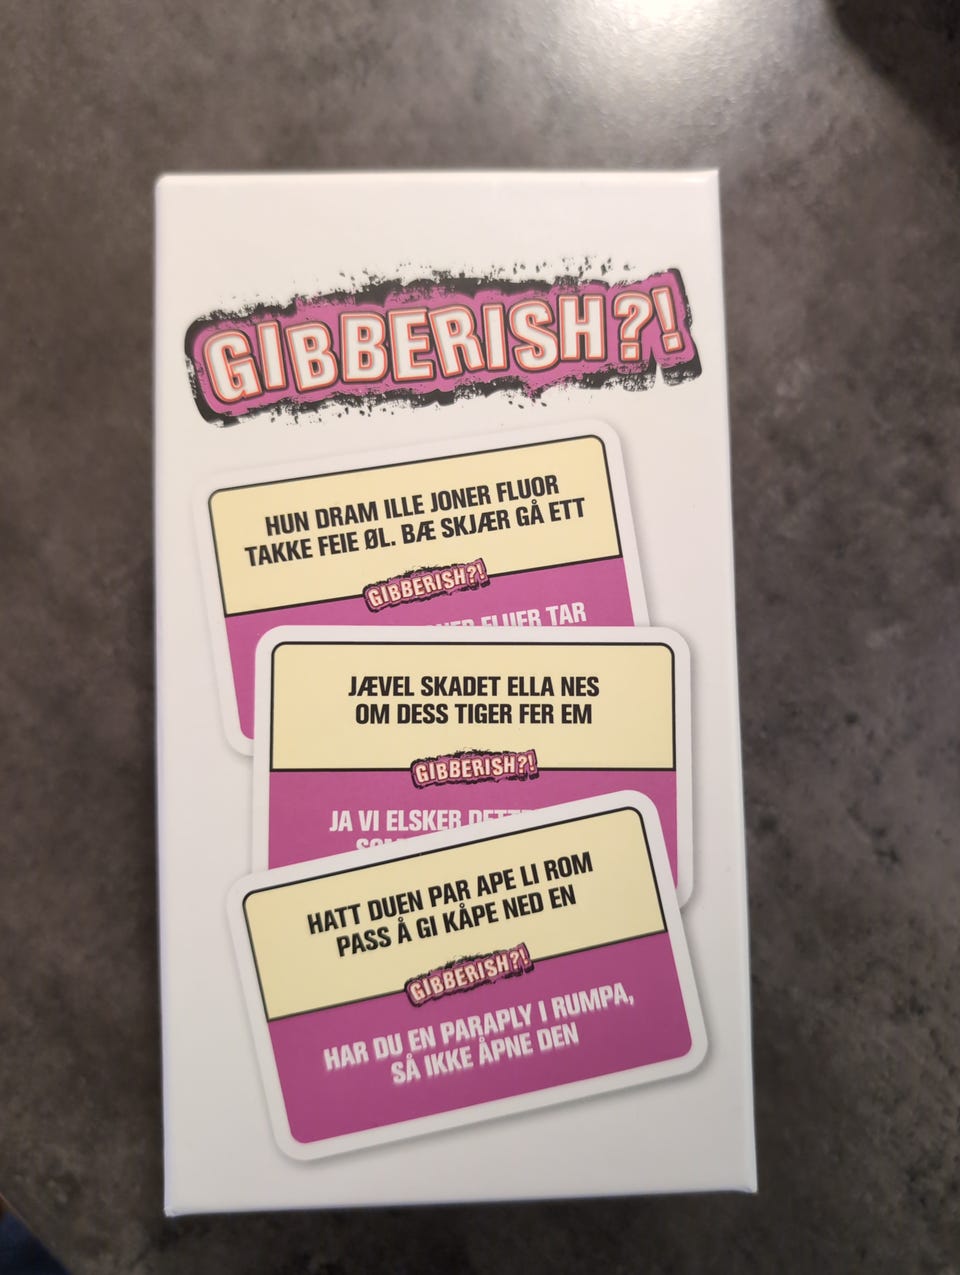 GIBBERISH?!
HUN DRAM ILLE JONER FLUOR
TAKKE FEIE ØL. BÆ SKJÆR GÅ ETT
GIBBERISH?!
FLUER TAR
JÆVEL SKADET ELLA NES
OM DESS TIGER FER EM
GIBBERISH?!
JA VI ELSKER
HATT DUEN PAR APE LI ROM
PASS Å GI KÅPE NED EN
GIBBERISH?!
HAR DU EN PARAPLY I RUMPA,
SÅ IKKE ÅPNE DEN